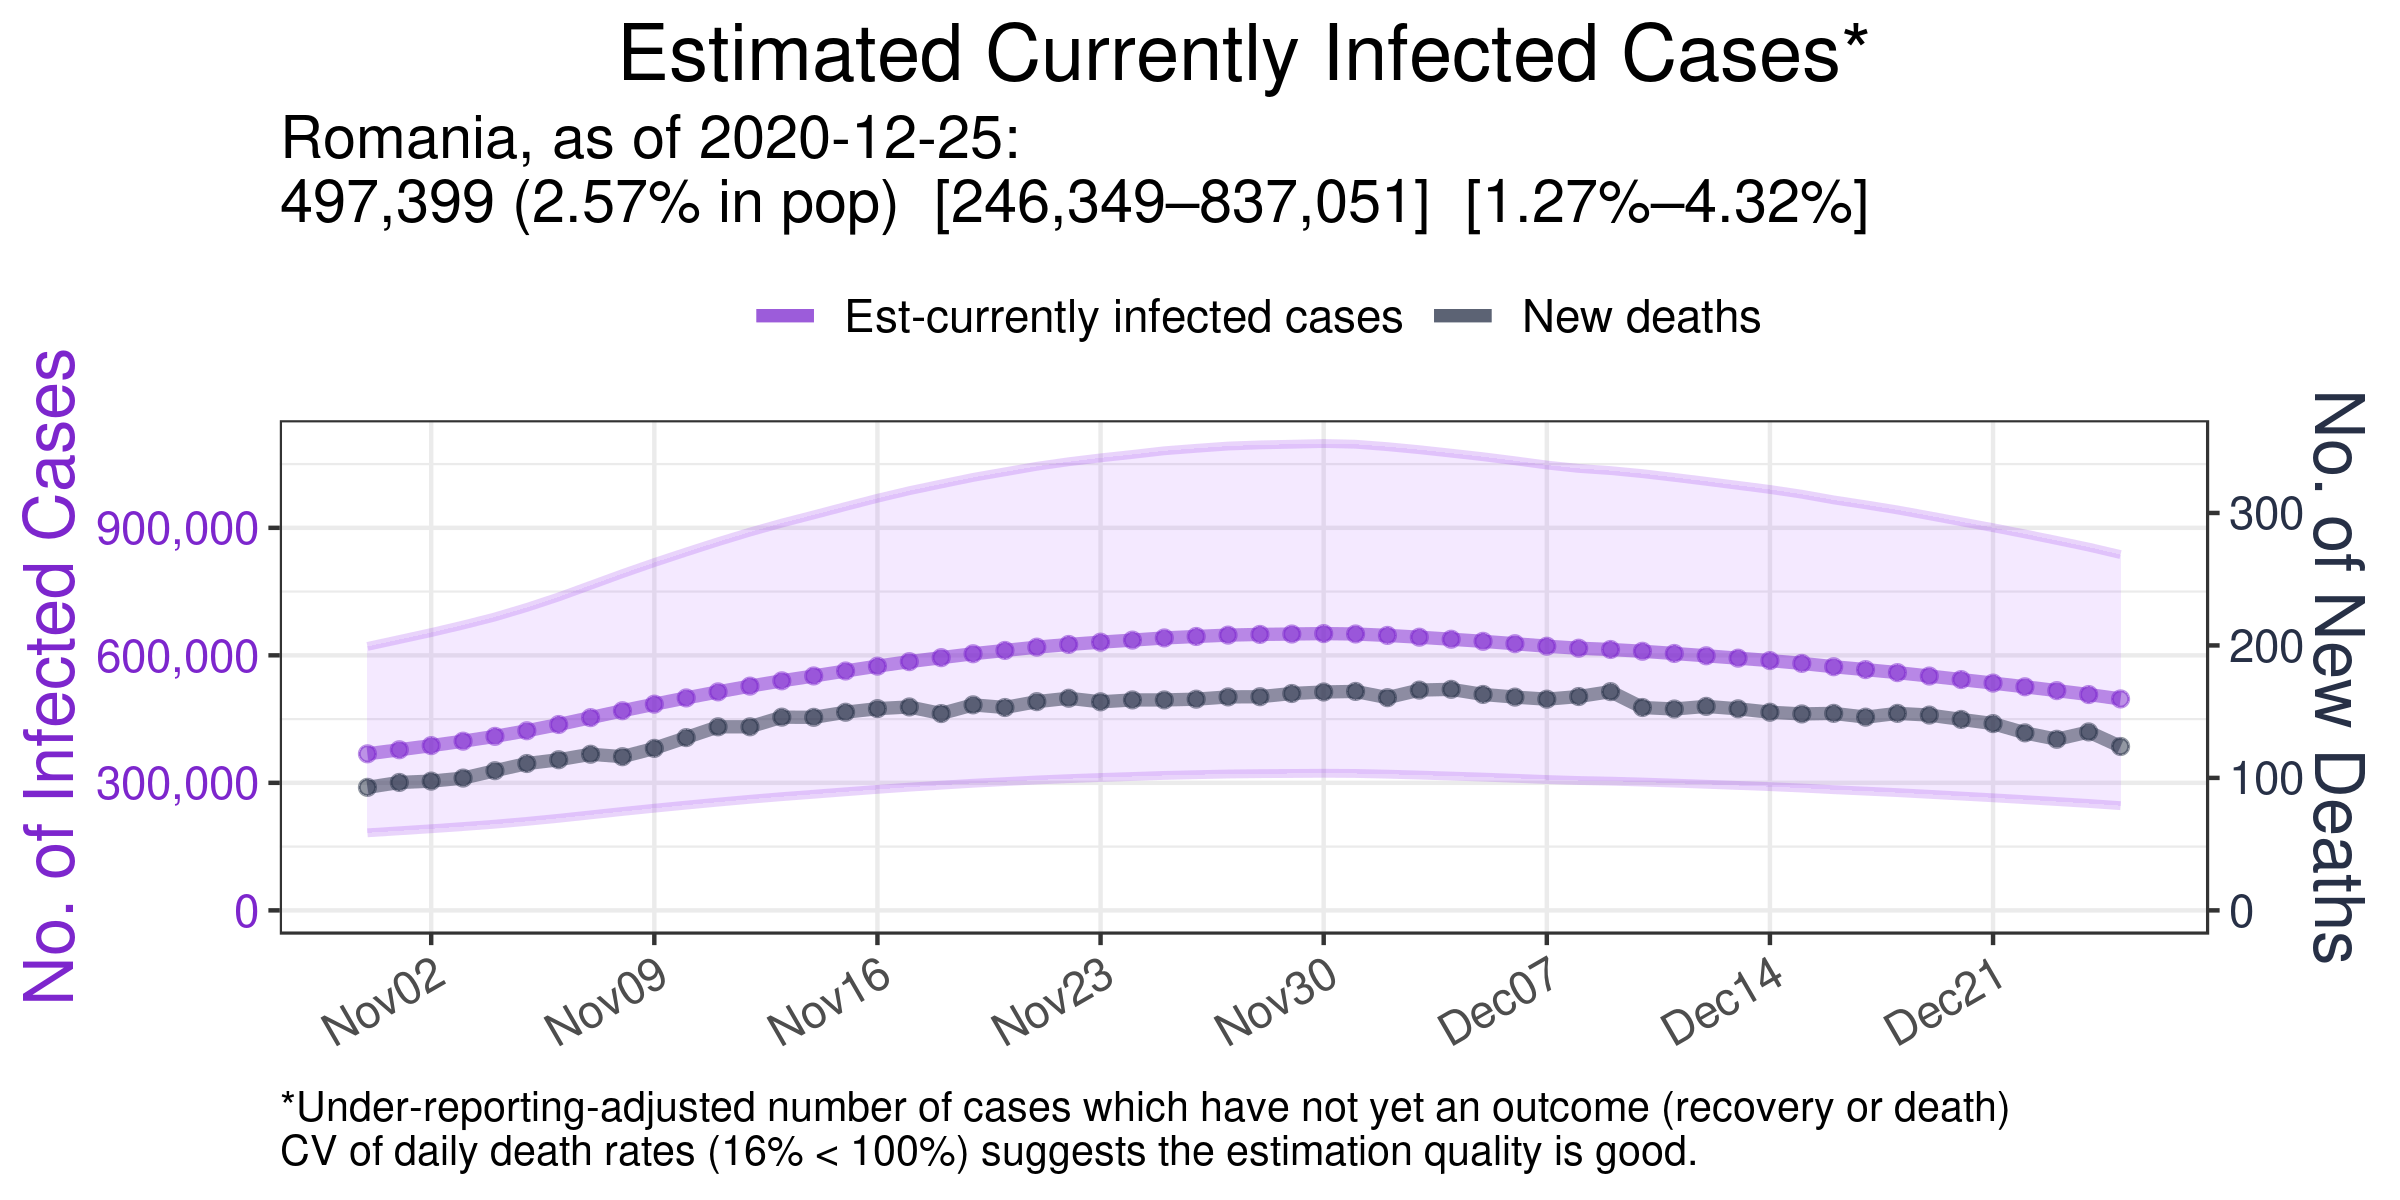 Estimated Currently Infected Cases*
Romania, as of 2020-12-25:
497,399 (2.57% in pop)  [246,349–837,051]  [1.27%–4.32%]
Est-currently infected cases
New deaths
No. of Infected Cases
900,000
600,000
300,000
0
300
200
100
0
No. of New Deaths
Nov02
Nov09
Nov16
Nov23
Nov30
Dec07
Dec14
Dec21
*Under-reporting-adjusted number of cases which have not yet an outcome (recovery or death)
CV of daily death rates (16% < 100%) suggests the estimation quality is good.